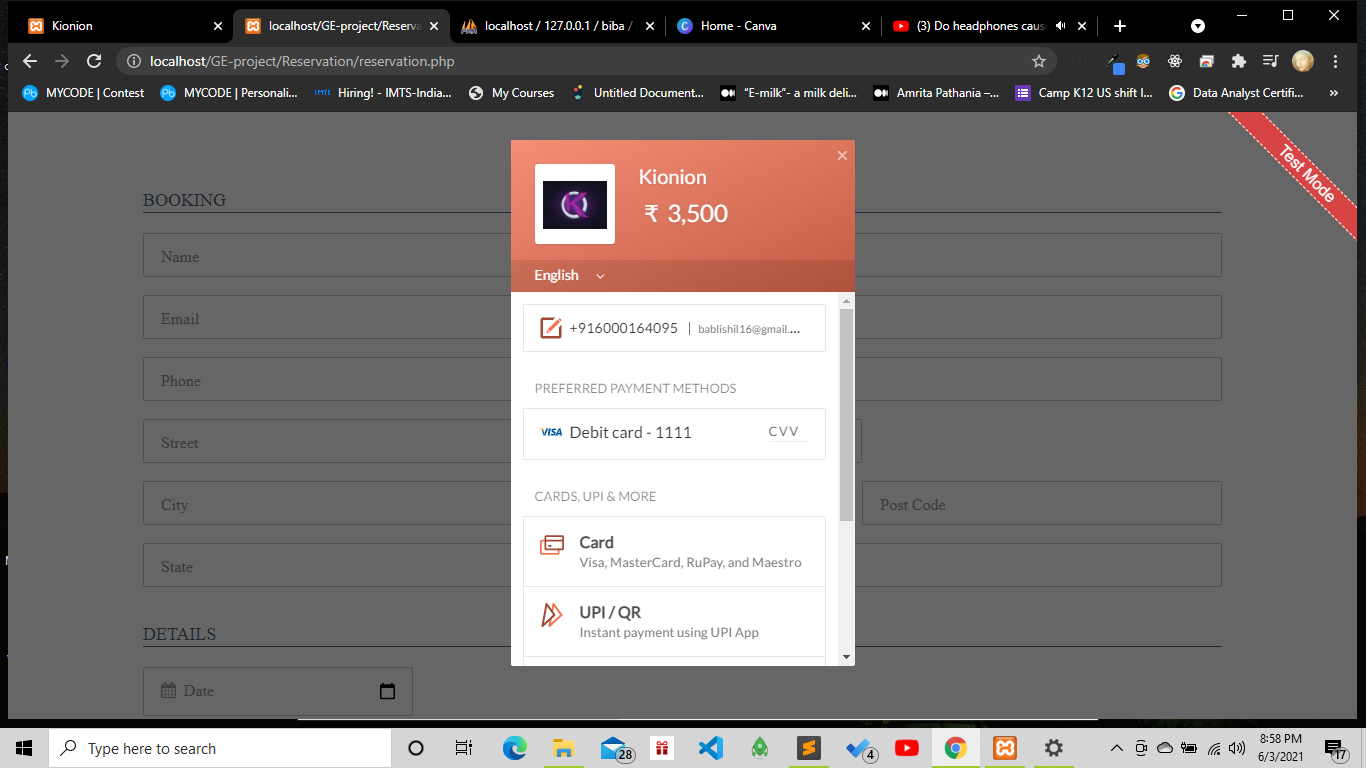 Kionion
localhost/GE-project/Reserva
localhost / 127.0.0.1 / biba /
Home - Canva
(3) Do headphones caus
localhost/GE-project/Reservation/reservation.php
MYCODE | Contest
MYCODE | Personali...
IMTS
Hiring! - IMTS-India...
My Courses
Untitled Document...
“E-milk”- a milk deli...
Amrita Pathania –...
Camp K12 US shift I...
Data Analyst Certifi...
»
Test Mode
Kionion
₹ 3,500
English
+916000164095 | bablishil16@gmail....
PREFERRED PAYMENT METHODS
VISA Debit card - 1111 CVV
CARDS, UPI & MORE
Card
Visa, MasterCard, RuPay, and Maestro
UPI / QR
Instant payment using UPI App
BOOKING
Name
Email
Phone
Street
City
Post Code
State
DETAILS
Date
Type here to search
28
4
8:58 PM
6/3/2021
17